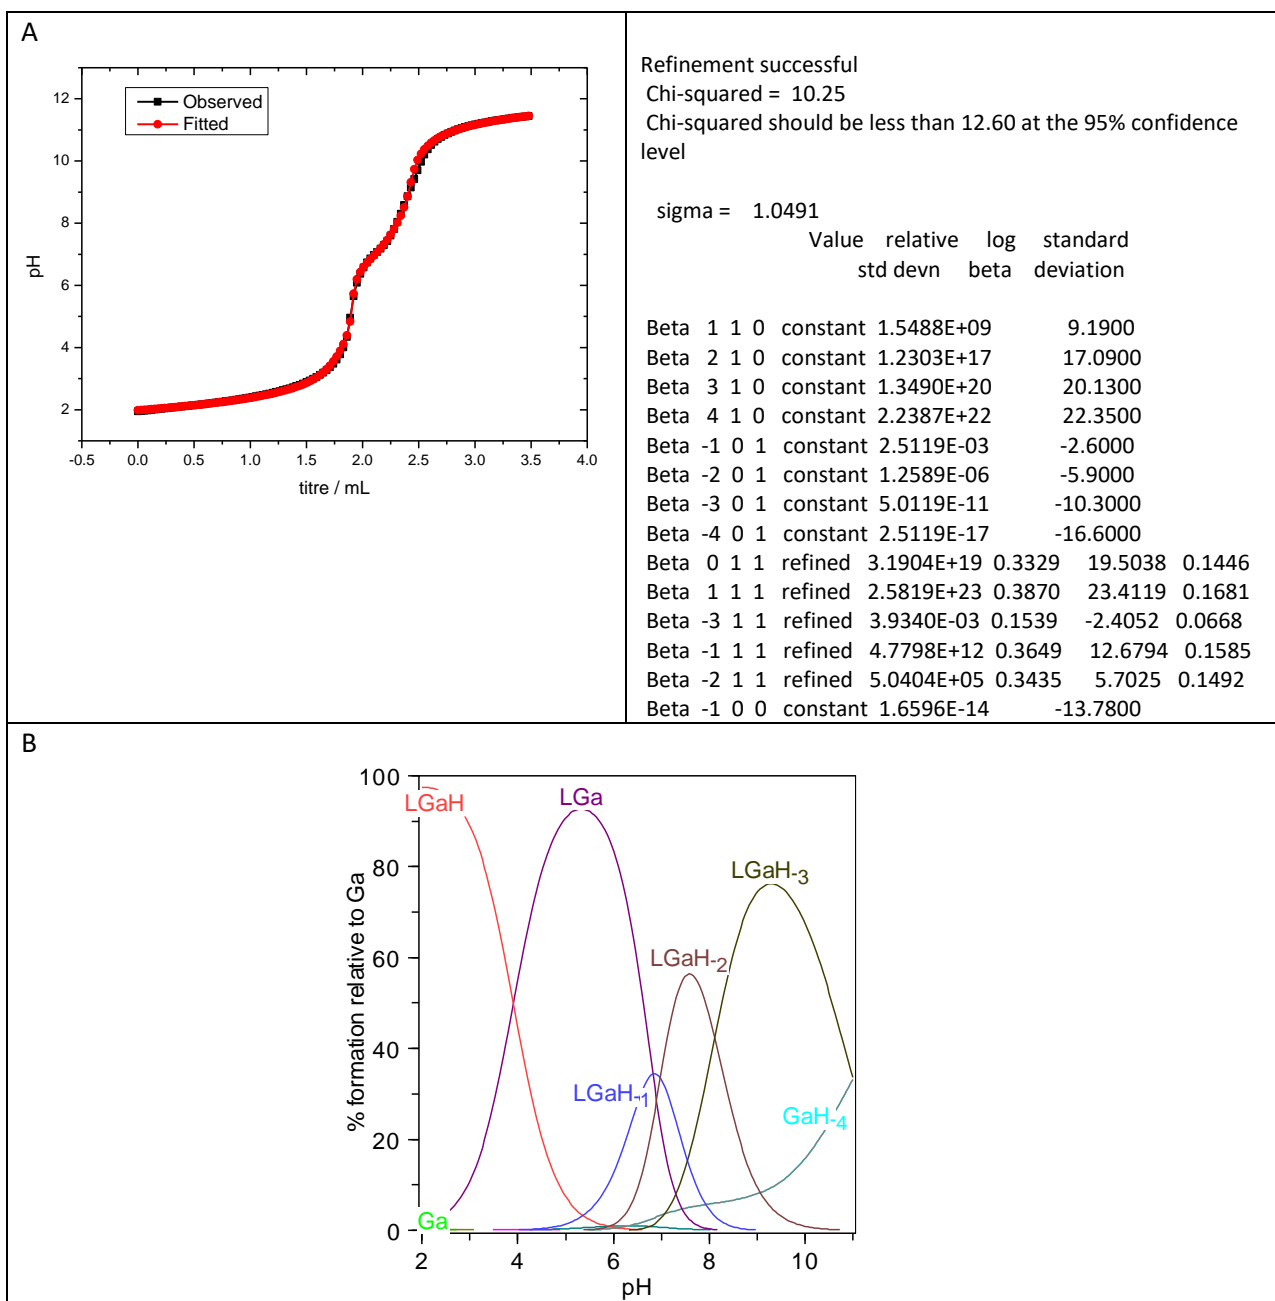 A
Observed
Fitted
12
10
8
6
4
2
pH
-0.5 0.0 0.5 1.0 1.5 2.0 2.5 3.0 3.5 4.0
titre / mL
Refinement successful
Chi-squared = 10.25
Chi-squared should be less than 12.60 at the 95% confidence
level
sigma = 1.0491
Value relative log standard
std devn beta deviation
Beta 1 1 0 constant 1.5488E+09 9.1900
Beta 2 1 0 constant 1.2303E+17 17.0900
Beta 3 1 0 constant 1.3490E+20 20.1300
Beta 4 1 0 constant 2.2387E+22 22.3500
Beta -1 0 1 constant 2.5119E-03 -2.6000
Beta -2 0 1 constant 1.2589E-06 -5.9000
Beta -3 0 1 constant 5.0119E-11 -10.3000
Beta -4 0 1 constant 2.5119E-17 -16.6000
Beta 0 1 1 refined 3.1904E+19 0.3329 19.5038 0.1446
Beta 1 1 1 refined 2.5819E+23 0.3870 23.4119 0.1681
Beta -3 1 1 refined 3.9340E-03 0.1539 -2.4052 0.0668
Beta -1 1 1 refined 4.7798E+12 0.3649 12.6794 0.1585
Beta -2 1 1 refined 5.0404E+05 0.3435 5.7025 0.1492
Beta -1 0 0 constant 1.6596E-14 -13.7800
B
100
80
60
40
20
0
% formation relative to Ga
LGaH
LGa
LGaH-3
LGaH-2
LGaH-1
GaH-4
Ga
2 4 6 8 10
pH